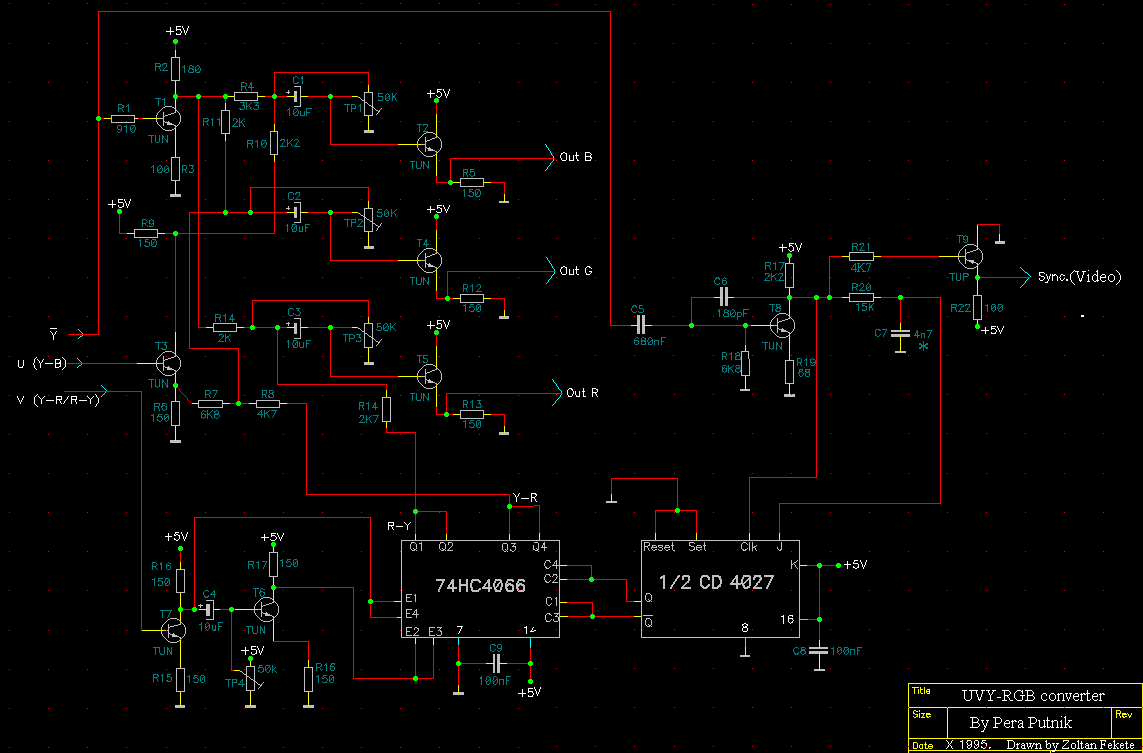 +5V
R2 180
R4
3K3
C1
10uF
TP1
50K
+5V
R1
910
T1
TUN
R11 2K
R10 2K2
T2
TUN
Out B
100 R3
R5
150
+5V
R9
150
C2
10uF
TP2
50K
+5V
T4
TUN
Out G
R12
150
+5V
R17
2K2
C6
180pF
T8
TUN
R21
4K7
R20
15K
T9
TUP
Sync.(Video)
R22 100
+5V
C7 4n7
*
C5
680nF
R18
6K8
R19
68
R14
2K
C3
10uF
TP3
50K
+5V
T5
TUN
Out R
Y
U (Y-B)
V (Y-R/R-Y)
T3
TUN
R6
150
R7
6K8
R8
4K7
R14
2K7
R13
150
R-Y
Y-R
+5V
R16
150
T7
TUN
R15 150
C4
10uF
+5V
R17 150
T6
TUN
+5V
50k
TP4
R16
150
Q1 Q2 Q3 Q4
74HC4066
E1
E4
E2 E3
C4
C2
C1
C3
7 14
C9
100nF
+5V
Reset Set Clk J
1/2 CD 4027
K
+5V
Q
Q
16
8
C8 100nF
Title
UVY-RGB converter
Size
By Pera Putnik
Rev
Date X 1995. Drawn by Zoltan Fekete